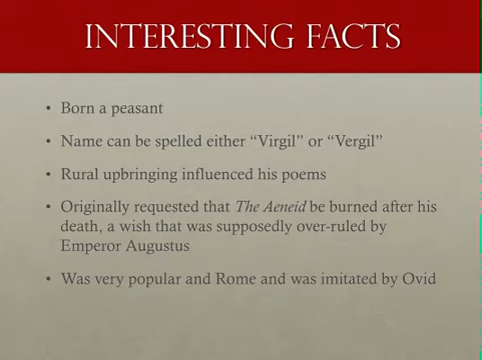 INTERESTING FACTS
• Born a peasant
• Name can be spelled either “Virgil” or “Vergil”
• Rural upbringing influenced his poems
• Originally requested that The Aeneid be burned after his
death, a wish that was supposedly over-ruled by
Emperor Augustus
• Was very popular and Rome and was imitated by Ovid